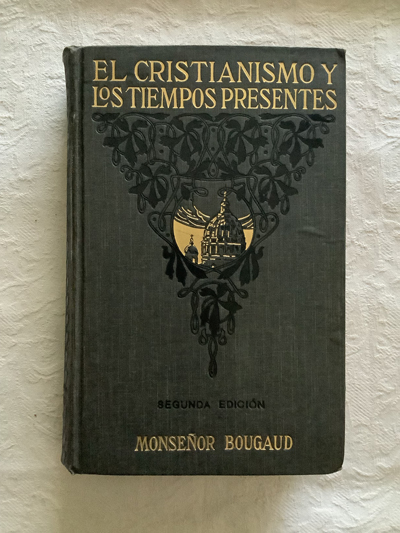 EL CRISTIANISMO Y
LOS TIEMPOS PRESENTES
SEGUNDA EDICIÓN
MONSEÑOR BOUGAUD